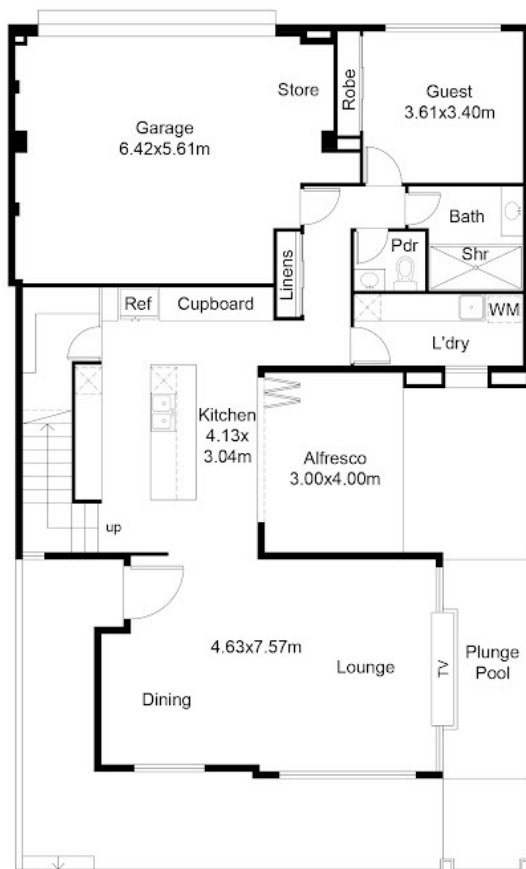 Store
Robe
Guest
3.61x3.40m
Garage
6.42x5.61m
Bath
Pdr
Shr
Linens
Ref
Cupboard
WM
L'dry
Kitchen
4.13x
3.04m
Alfresco
3.00x4.00m
up
4.63x7.57m
Lounge
TV
Plunge
Pool
Dining